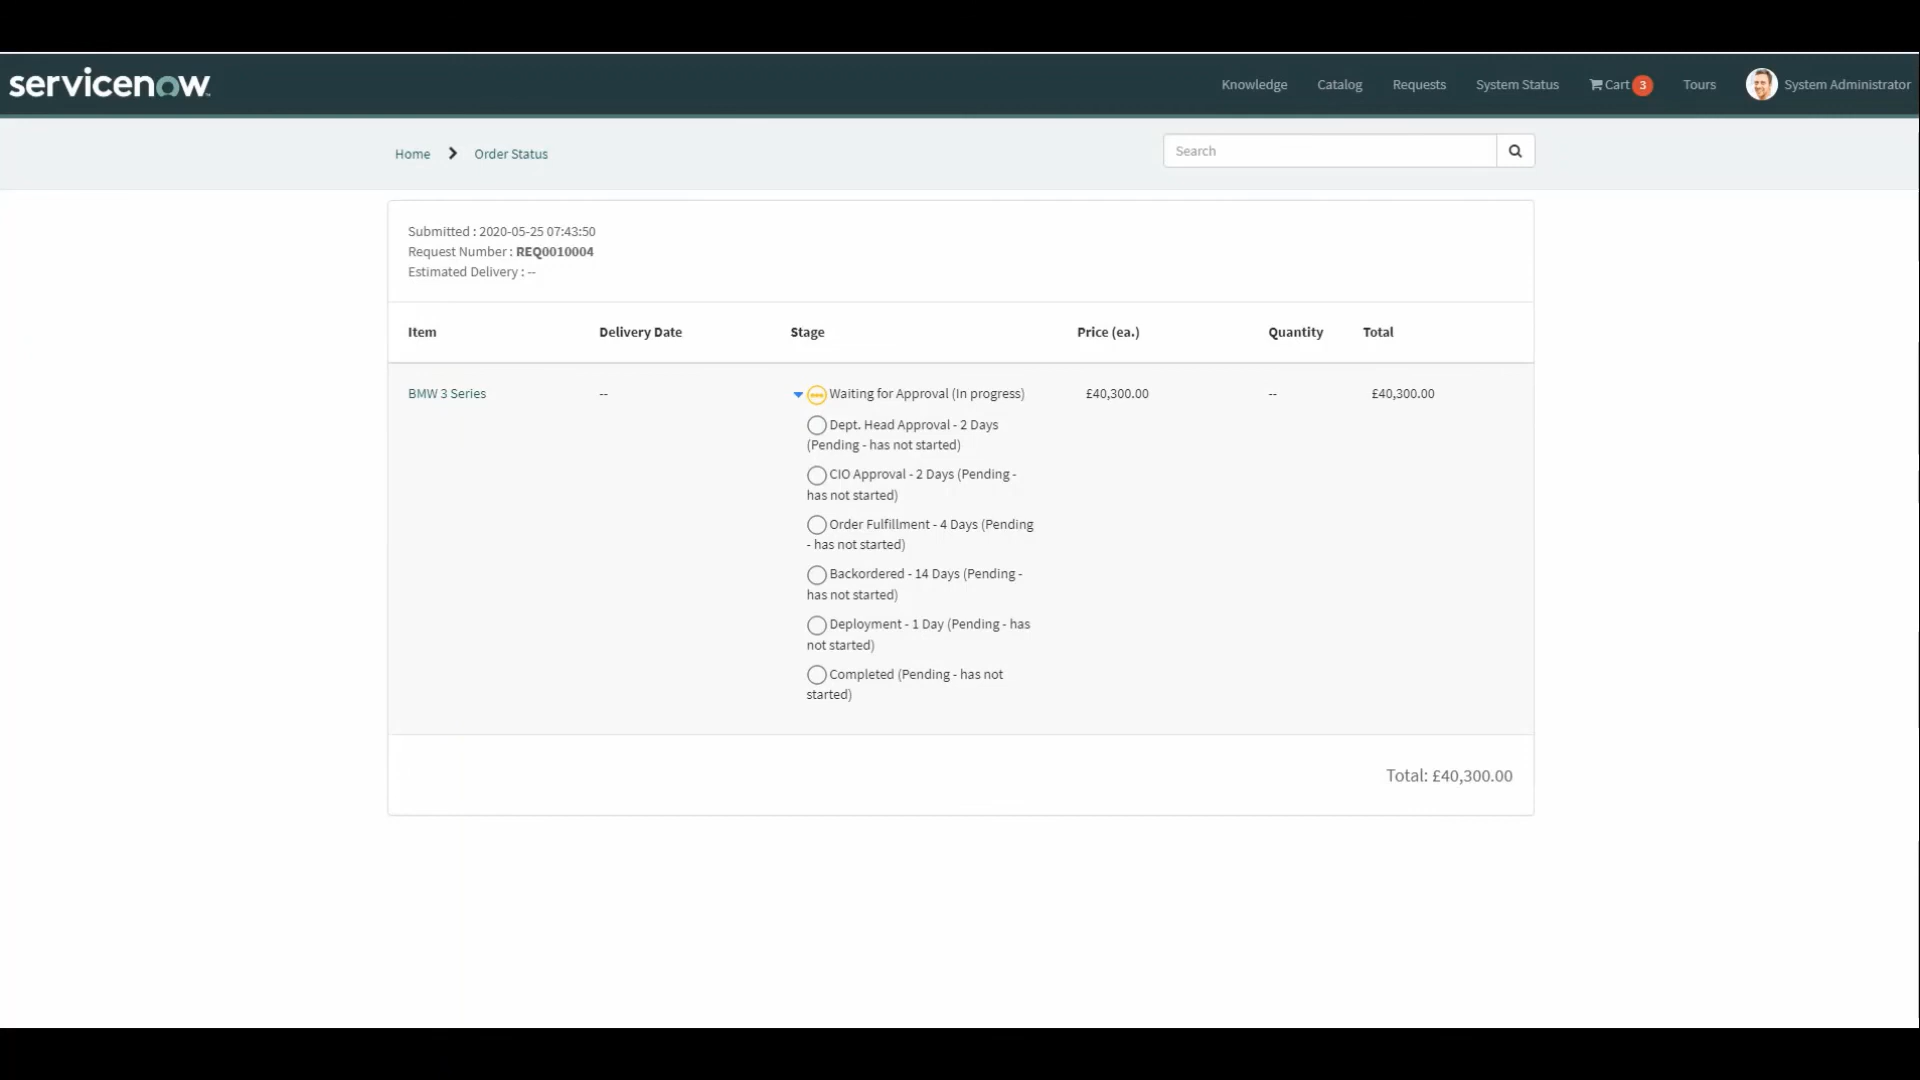 servicenow
Knowledge Catalog Requests System Status Cart 3 Tours System Administrator
Home Order Status
Search
Submitted : 2020-05-25 07:43:50
Request Number : REQ0010004
Estimated Delivery : --
Item Delivery Date Stage Price (ea.) Quantity Total
BMW 3 Series -- Waiting for Approval (In progress) £40,300.00 -- £40,300.00
Dept. Head Approval - 2 Days
(Pending - has not started)
CIO Approval - 2 Days (Pending -
has not started)
Order Fulfillment - 4 Days (Pending
- has not started)
Backordered - 14 Days (Pending -
has not started)
Deployment - 1 Day (Pending - has
not started)
Completed (Pending - has not
started)
Total: £40,300.00